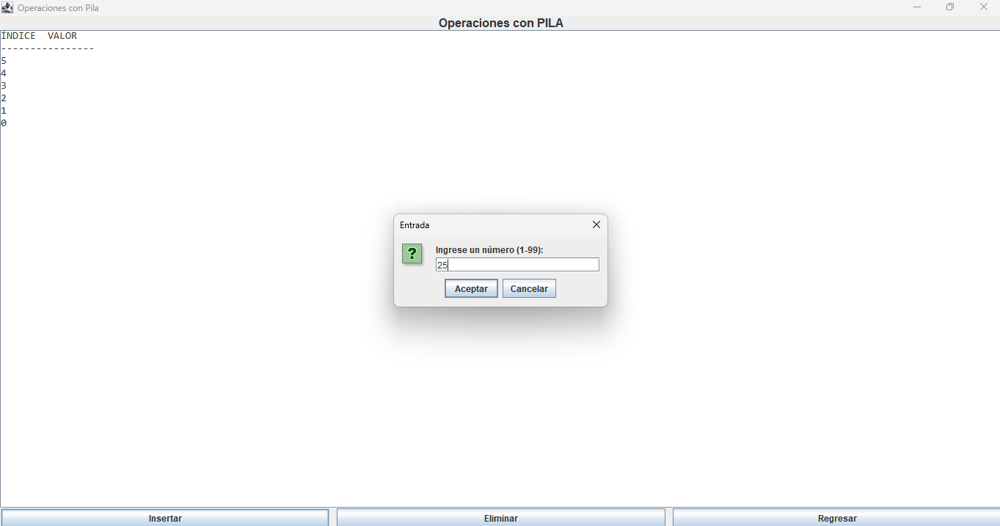 Operaciones con Pila
Operaciones con PILA
ÍNDICE  VALOR
----------------
5
4
3
2
1
0
Entrada
?
Ingrese un número (1-99):
25
Aceptar  Cancelar
Insertar  Eliminar  Regresar